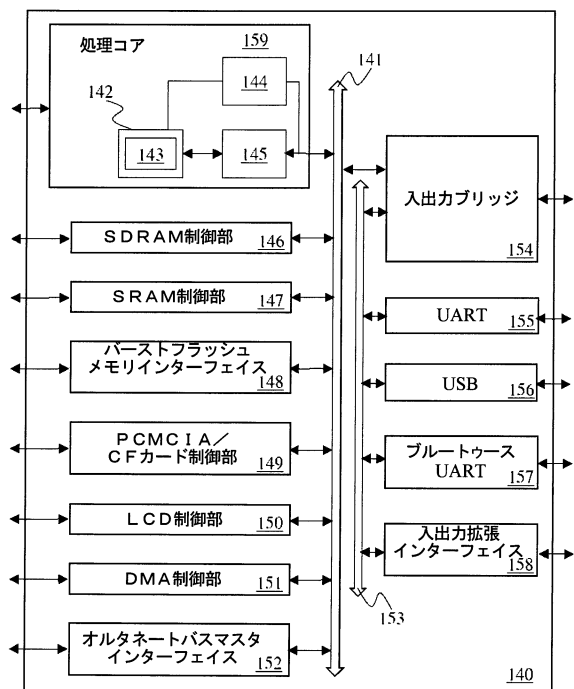 処理コア
159
144
142
143
145
141
ＳＤＲＡＭ制御部
146
ＳＲＡＭ制御部
147
バーストフラッシュ
メモリインターフェイス
148
ＰＣＭＣＩＡ／
ＣＦカード制御部
149
ＬＣＤ制御部
150
ＤＭＡ制御部
151
オルタネートバスマスタ
インターフェイス
152
入出力ブリッジ
154
UART
155
USB
156
ブルートゥース
UART
157
入出力拡張
インターフェイス
158
153
140